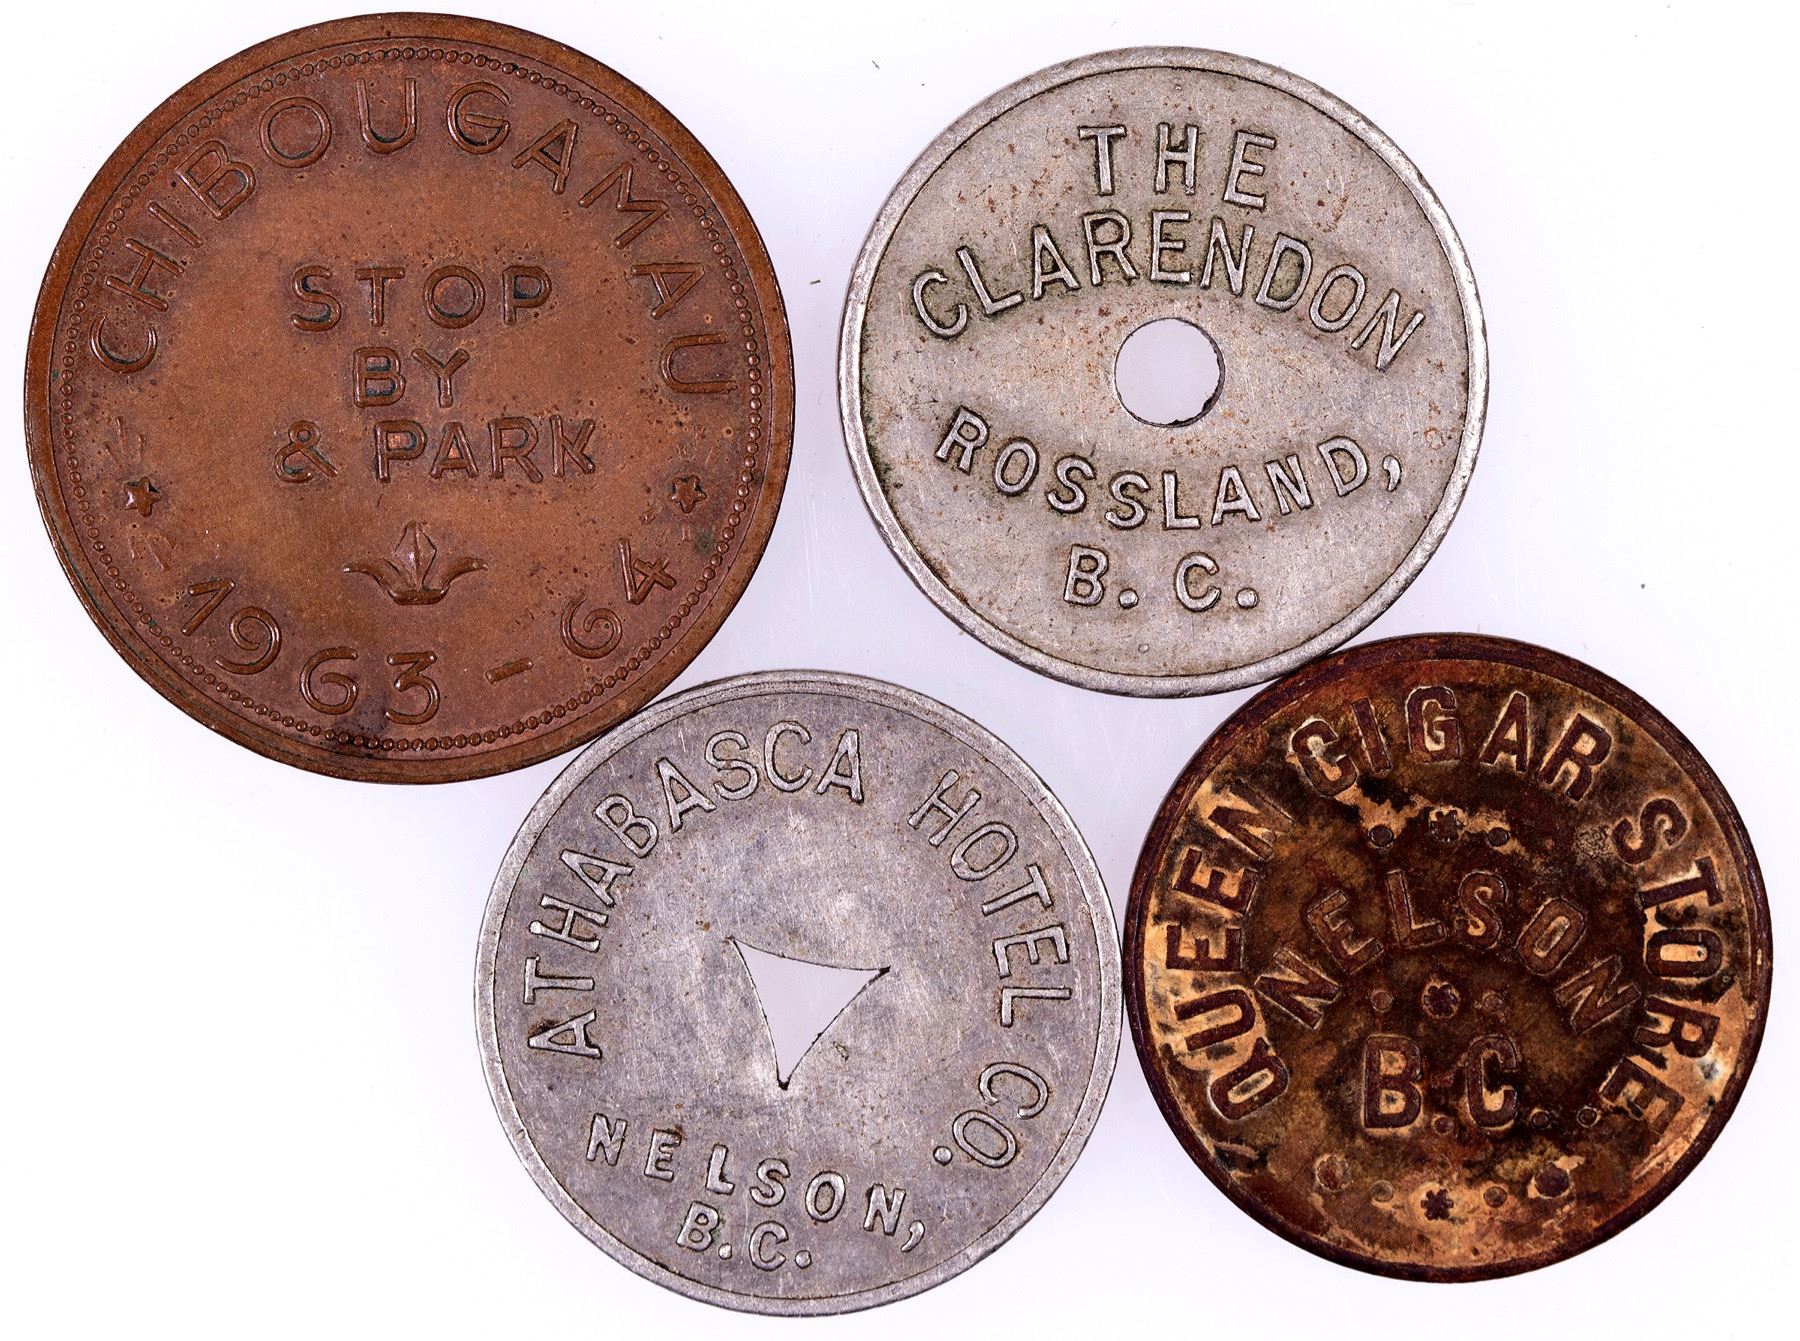 CHIBOUGAMAU
STOP
BY
& PARK
1963-64
THE
CLARENDON
ROSSLAND,
B. C.
ATHABASCA HOTEL CO.
NELSON,
B.C.
QUEEN CIGAR STORE
NELSON
B.C.